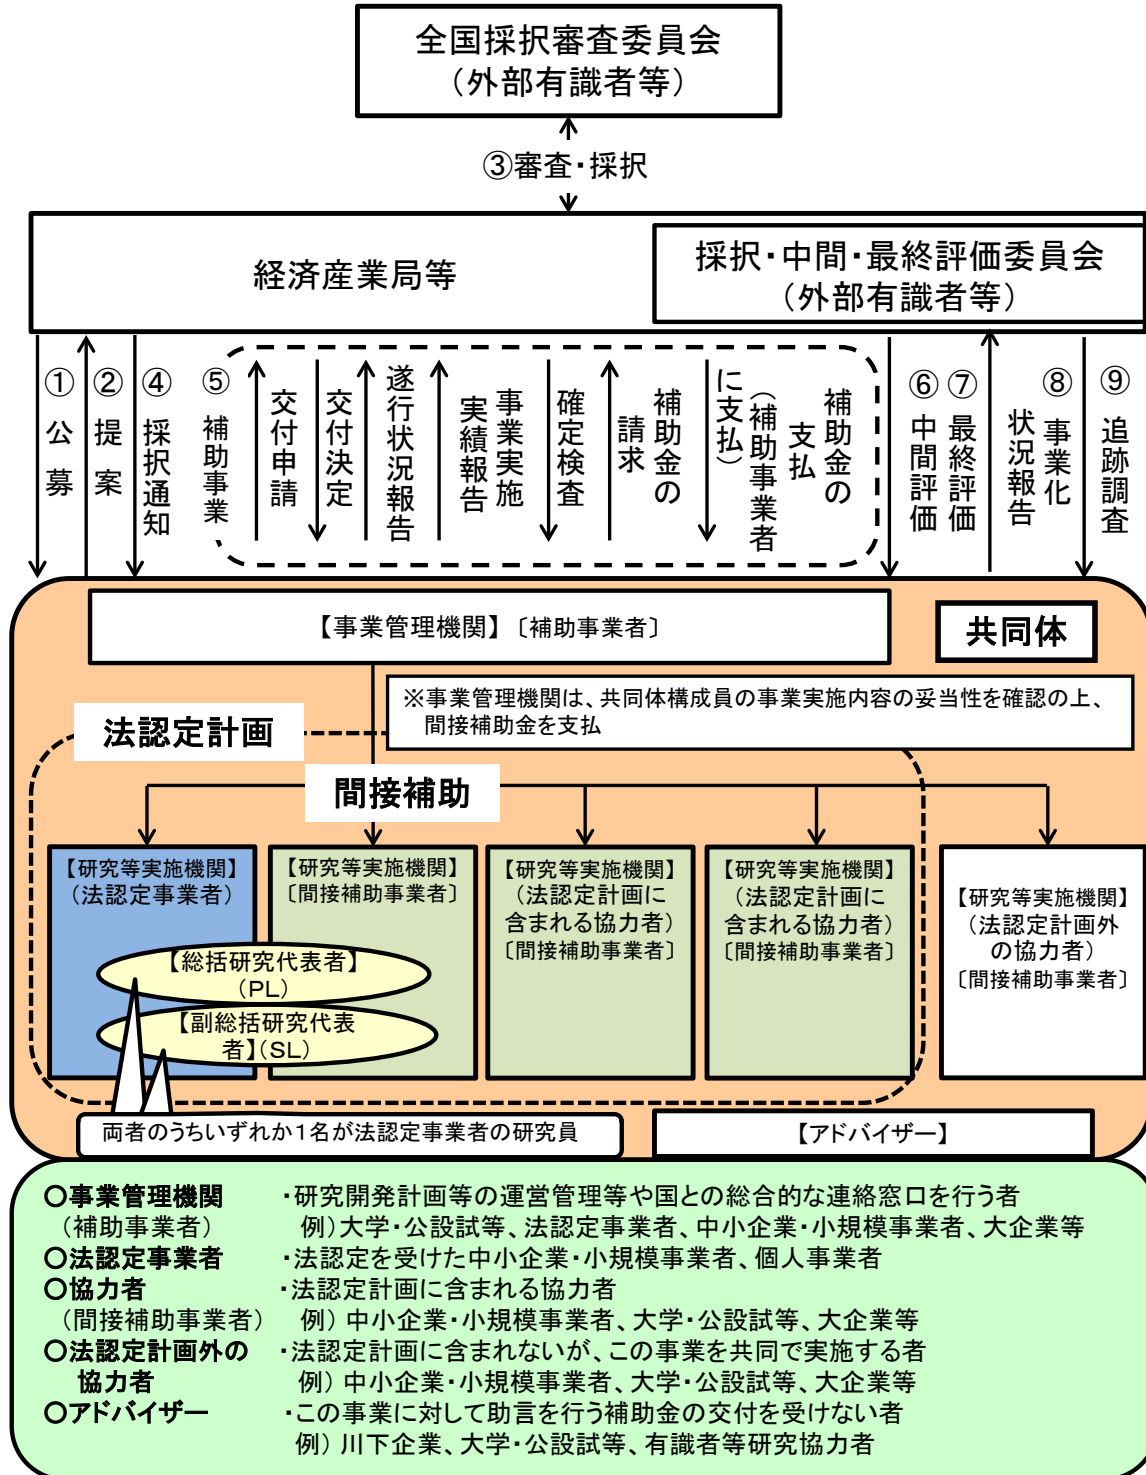 全国採択審査委員会
（外部有識者等）
③審査・採択
経済産業局等
採択・中間・最終評価委員会
（外部有識者等）
①公募
②提案
④採択通知
⑤補助事業
交付申請
交付決定
遂行状況報告
事業実施
実績報告
確定検査
補助金の
請求
補助金の
支払
（補助事業者
に支払）
⑥中間評価
⑦最終評価
⑧事業化
状況報告
⑨追跡調査
【事業管理機関】〔補助事業者〕
共同体
※事業管理機関は、共同体構成員の事業実施内容の妥当性を確認の上、
間接補助金を支払
法認定計画
間接補助
【研究等実施機関】
（法認定事業者）
【研究等実施機関】
〔間接補助事業者〕
【研究等実施機関】
（法認定計画に
含まれる協力者）
〔間接補助事業者〕
【研究等実施機関】
（法認定計画に
含まれる協力者）
〔間接補助事業者〕
【研究等実施機関】
（法認定計画外
の協力者）
〔間接補助事業者〕
【総括研究代表者】
（PL）
【副総括研究代表
者】（SL）
両者のうちいずれか１名が法認定事業者の研究員
【アドバイザー】
○事業管理機関 ・研究開発計画等の運営管理等や国との総合的な連絡窓口を行う者
（補助事業者） 例）大学・公設試等、法認定事業者、中小企業・小規模事業者、大企業等
○法認定事業者 ・法認定を受けた中小企業・小規模事業者、個人事業者
○協力者 ・法認定計画に含まれる協力者
（間接補助事業者） 例）中小企業・小規模事業者、大学・公設試等、大企業等
○法認定計画外の ・法認定計画に含まれないが、この事業を共同で実施する者
協力者 例）中小企業・小規模事業者、大学・公設試等、大企業等
○アドバイザー ・この事業に対して助言を行う補助金の交付を受けない者
例）川下企業、大学・公設試等、有識者等研究協力者